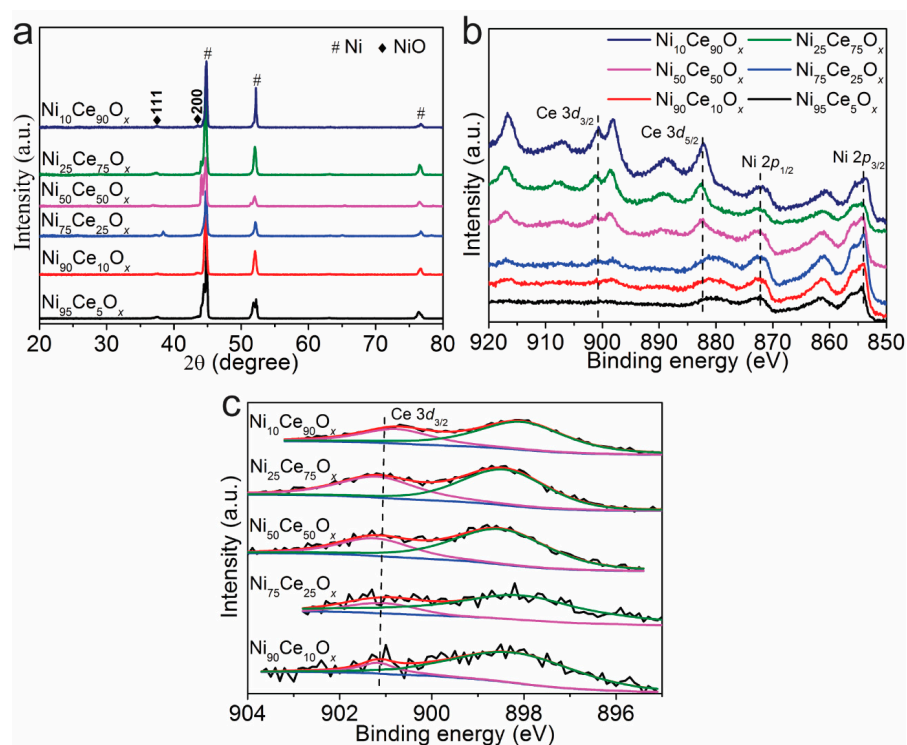 a
# Ni ♦ NiO
#
#
#
♦111
♦200
Ni10Ce90Ox
Ni25Ce75Ox
Ni50Ce50Ox
Ni75Ce25Ox
Ni90Ce10Ox
Ni95Ce5Ox
Intensity (a.u.)
20 30 40 50 60 70 80
2θ (degree)
b
Ni10Ce90Ox Ni25Ce75Ox
Ni50Ce50Ox Ni75Ce25Ox
Ni90Ce10Ox Ni95Ce5Ox
Ce 3d3/2
Ce 3d5/2
Ni 2p1/2
Ni 2p3/2
Intensity (a.u.)
920 910 900 890 880 870 860 850
Binding energy (eV)
c
Ce 3d3/2
Ni10Ce90Ox
Ni25Ce75Ox
Ni50Ce50Ox
Ni75Ce25Ox
Ni90Ce10Ox
Intensity (a.u.)
904 902 900 898 896
Binding energy (eV)